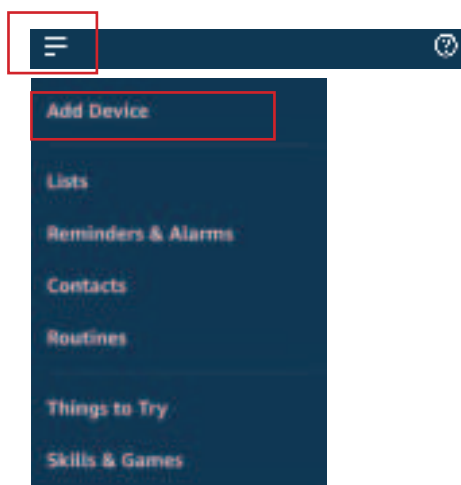 Add Device
Lists
Reminders & Alarms
Contacts
Routines
Things to Try
Skills & Games